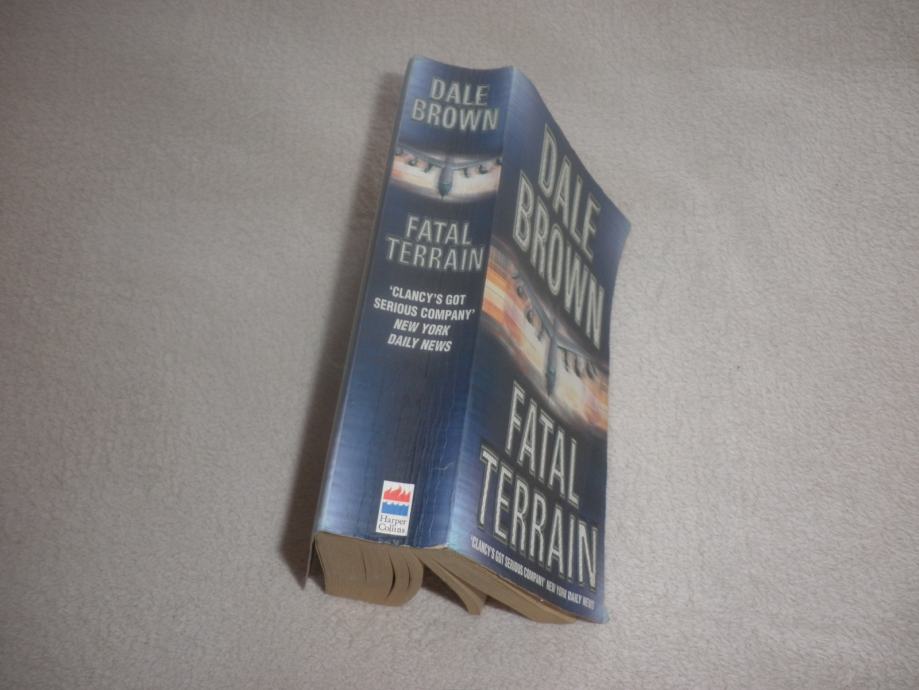 DALE
BROWN
FATAL
TERRAIN
'CLANCY'S GOT
SERIOUS COMPANY'
NEW YORK
DAILY NEWS
Harper
Collins
DALE
BROWN
FATAL
TERRAIN
'CLANCY'S GOT SERIOUS COMPANY' NEW YORK DAILY NEWS